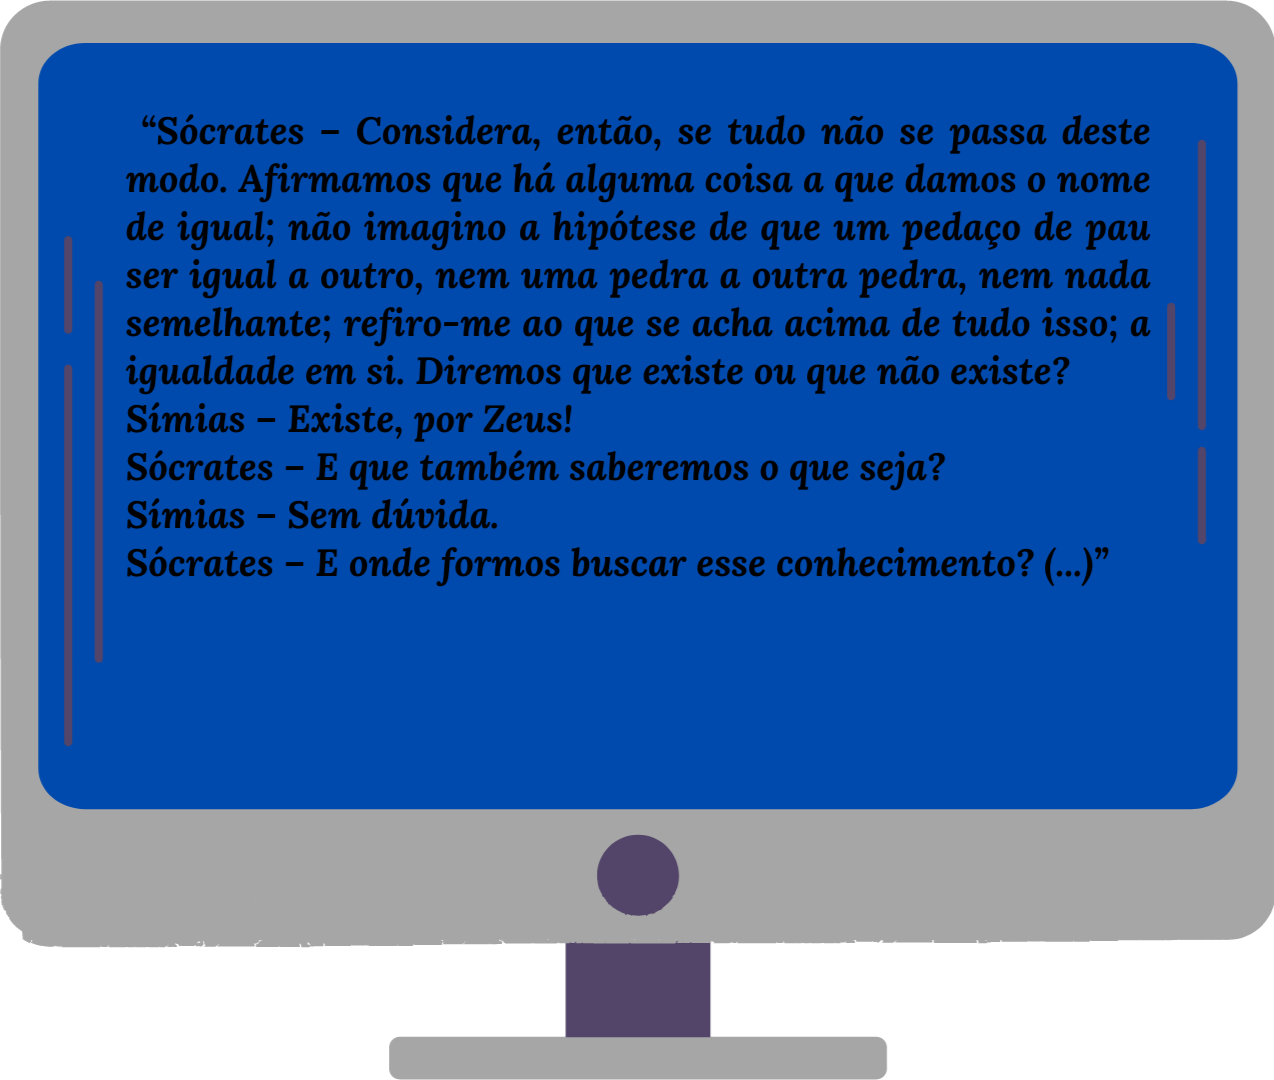 “Sócrates – Considera, então, se tudo não se passa deste
modo. Afirmamos que há alguma coisa a que damos o nome
de igual; não imagino a hipótese de que um pedaço de pau
ser igual a outro, nem uma pedra a outra pedra, nem nada
semelhante; refiro-me ao que se acha acima de tudo isso; a
igualdade em si. Diremos que existe ou que não existe?
Símias – Existe, por Zeus!
Sócrates – E que também saberemos o que seja?
Símias – Sem dúvida.
Sócrates – E onde formos buscar esse conhecimento? (...)”